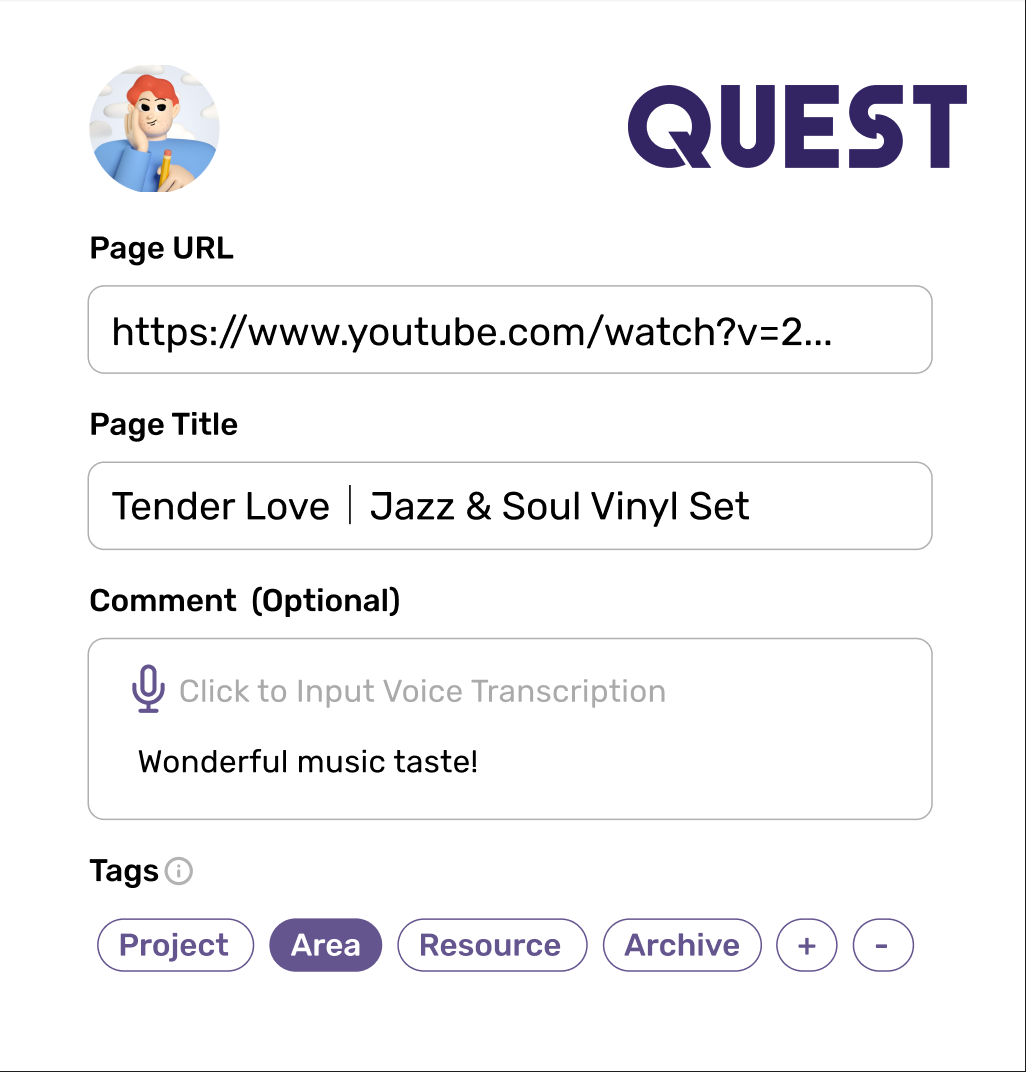 QUEST
Page URL
https://www.youtube.com/watch?v=2...
Page Title
Tender Love | Jazz & Soul Vinyl Set
Comment (Optional)
Click to Input Voice Transcription
Wonderful music taste!
Tags
Project Area Resource Archive + -